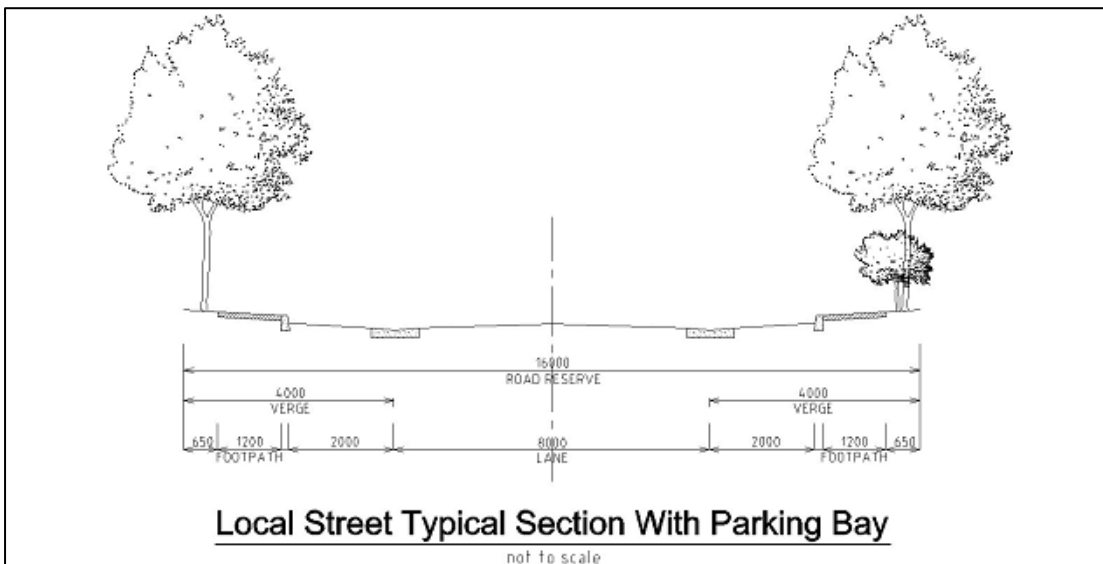 16000
ROAD RESERVE
4000 4000
VERGE VERGE
650 1200 2000 8000 2000 1200 650
FOOTPATH LANE FOOTPATH
Local Street Typical Section With Parking Bay
not to scale